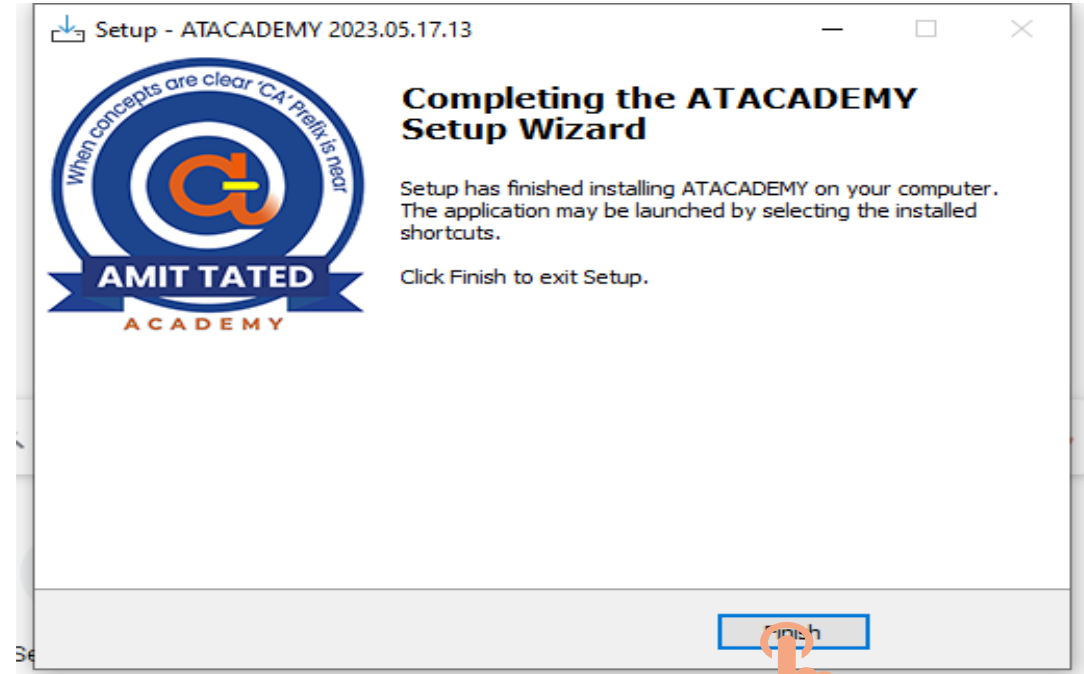 Setup - ATACADEMY 2023.05.17.13
When concepts are clear 'CA' Prefix is near
AMIT TATED
ACADEMY
Completing the ATACADEMY
Setup Wizard
Setup has finished installing ATACADEMY on your computer.
The application may be launched by selecting the installed
shortcuts.
Click Finish to exit Setup.
Finish
Se